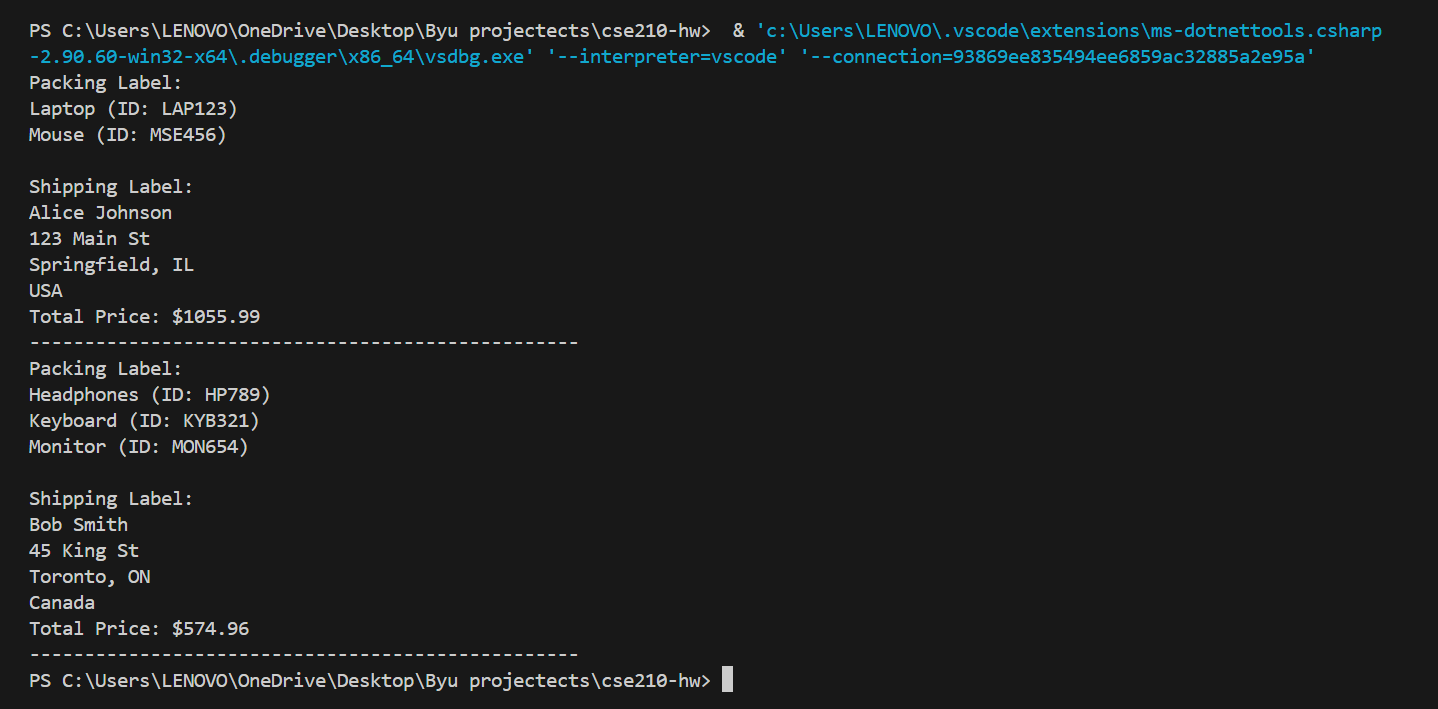 PS C:\Users\LENOVO\OneDrive\Desktop\Byu projectects\cse210-hw>  & 'c:\Users\LENOVO\.vscode\extensions\ms-dotnettools.csharp
-2.90.60-win32-x64\.debugger\x86_64\vsdbg.exe' '--interpreter=vscode' '--connection=93869ee835494ee6859ac32885a2e95a'
Packing Label:
Laptop (ID: LAP123)
Mouse (ID: MSE456)

Shipping Label:
Alice Johnson
123 Main St
Springfield, IL
USA
Total Price: $1055.99
--------------------------------------------------
Packing Label:
Headphones (ID: HP789)
Keyboard (ID: KYB321)
Monitor (ID: MON654)

Shipping Label:
Bob Smith
45 King St
Toronto, ON
Canada
Total Price: $574.96
--------------------------------------------------
PS C:\Users\LENOVO\OneDrive\Desktop\Byu projectects\cse210-hw>